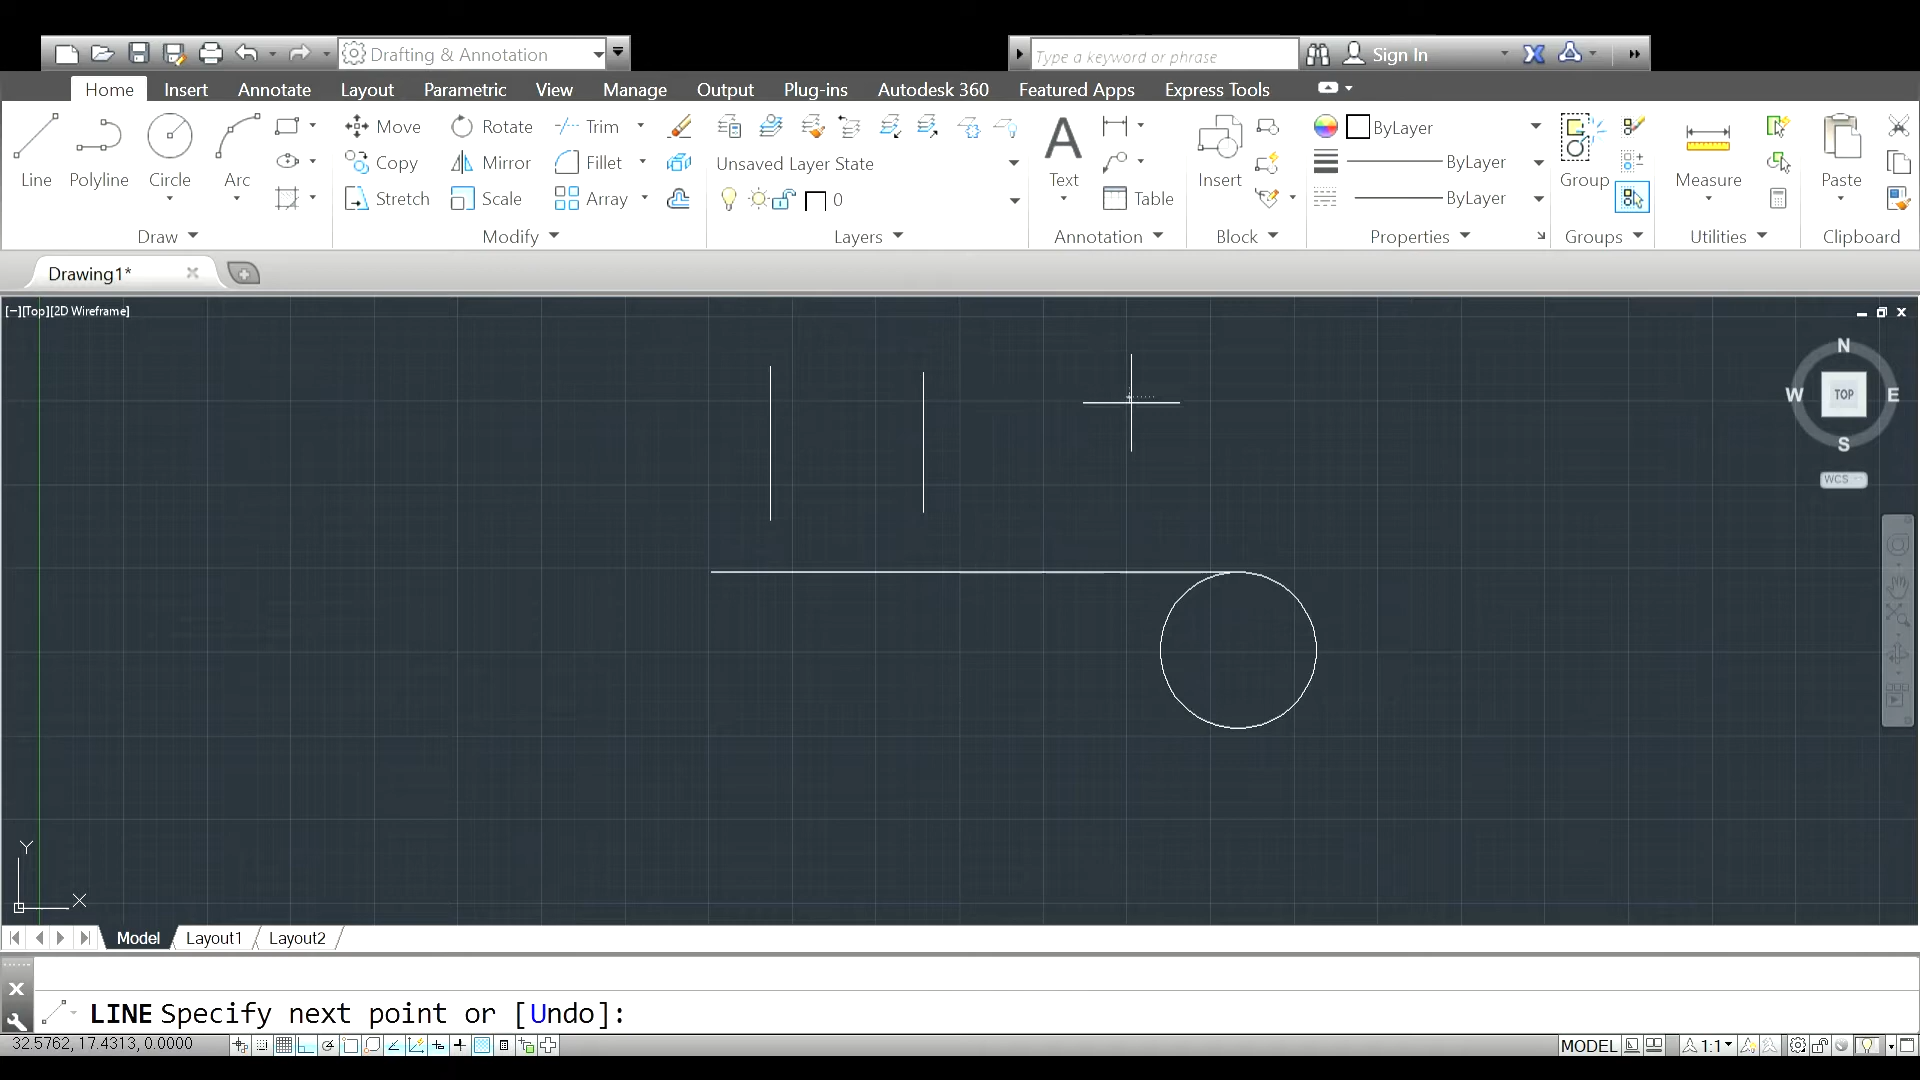 Drafting & Annotation
Type a keyword or phrase
Sign In
Home Insert Annotate Layout Parametric View Manage Output Plug-ins Autodesk 360 Featured Apps Express Tools
Line Polyline Circle Arc
Move Rotate Trim
Copy Mirror Fillet
Stretch Scale Array
Unsaved Layer State
0
Text Table
Insert
ByLayer
ByLayer
ByLayer
Group Measure Paste
Draw Modify Layers Annotation Block Properties Groups Utilities Clipboard
Drawing1*
[−][Top][2D Wireframe]
N
W TOP E
S
WCS
Y
X
Model Layout1 Layout2
LINE Specify next point or [Undo]:
32.5762, 17.4313, 0.0000
MODEL 1:1